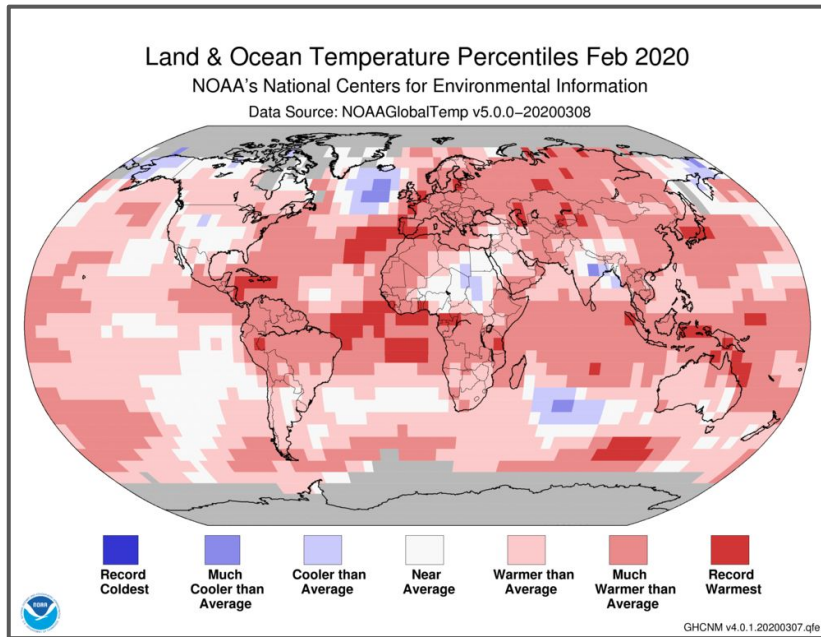 Land & Ocean Temperature Percentiles Feb 2020
NOAA's National Centers for Environmental Information
Data Source: NOAAGlobalTemp v5.0.0−20200308
Record
Coldest
Much
Cooler than
Average
Cooler than
Average
Near
Average
Warmer than
Average
Much
Warmer than
Average
Record
Warmest
NOAA
GHCNM v4.0.1.20200307.qfe